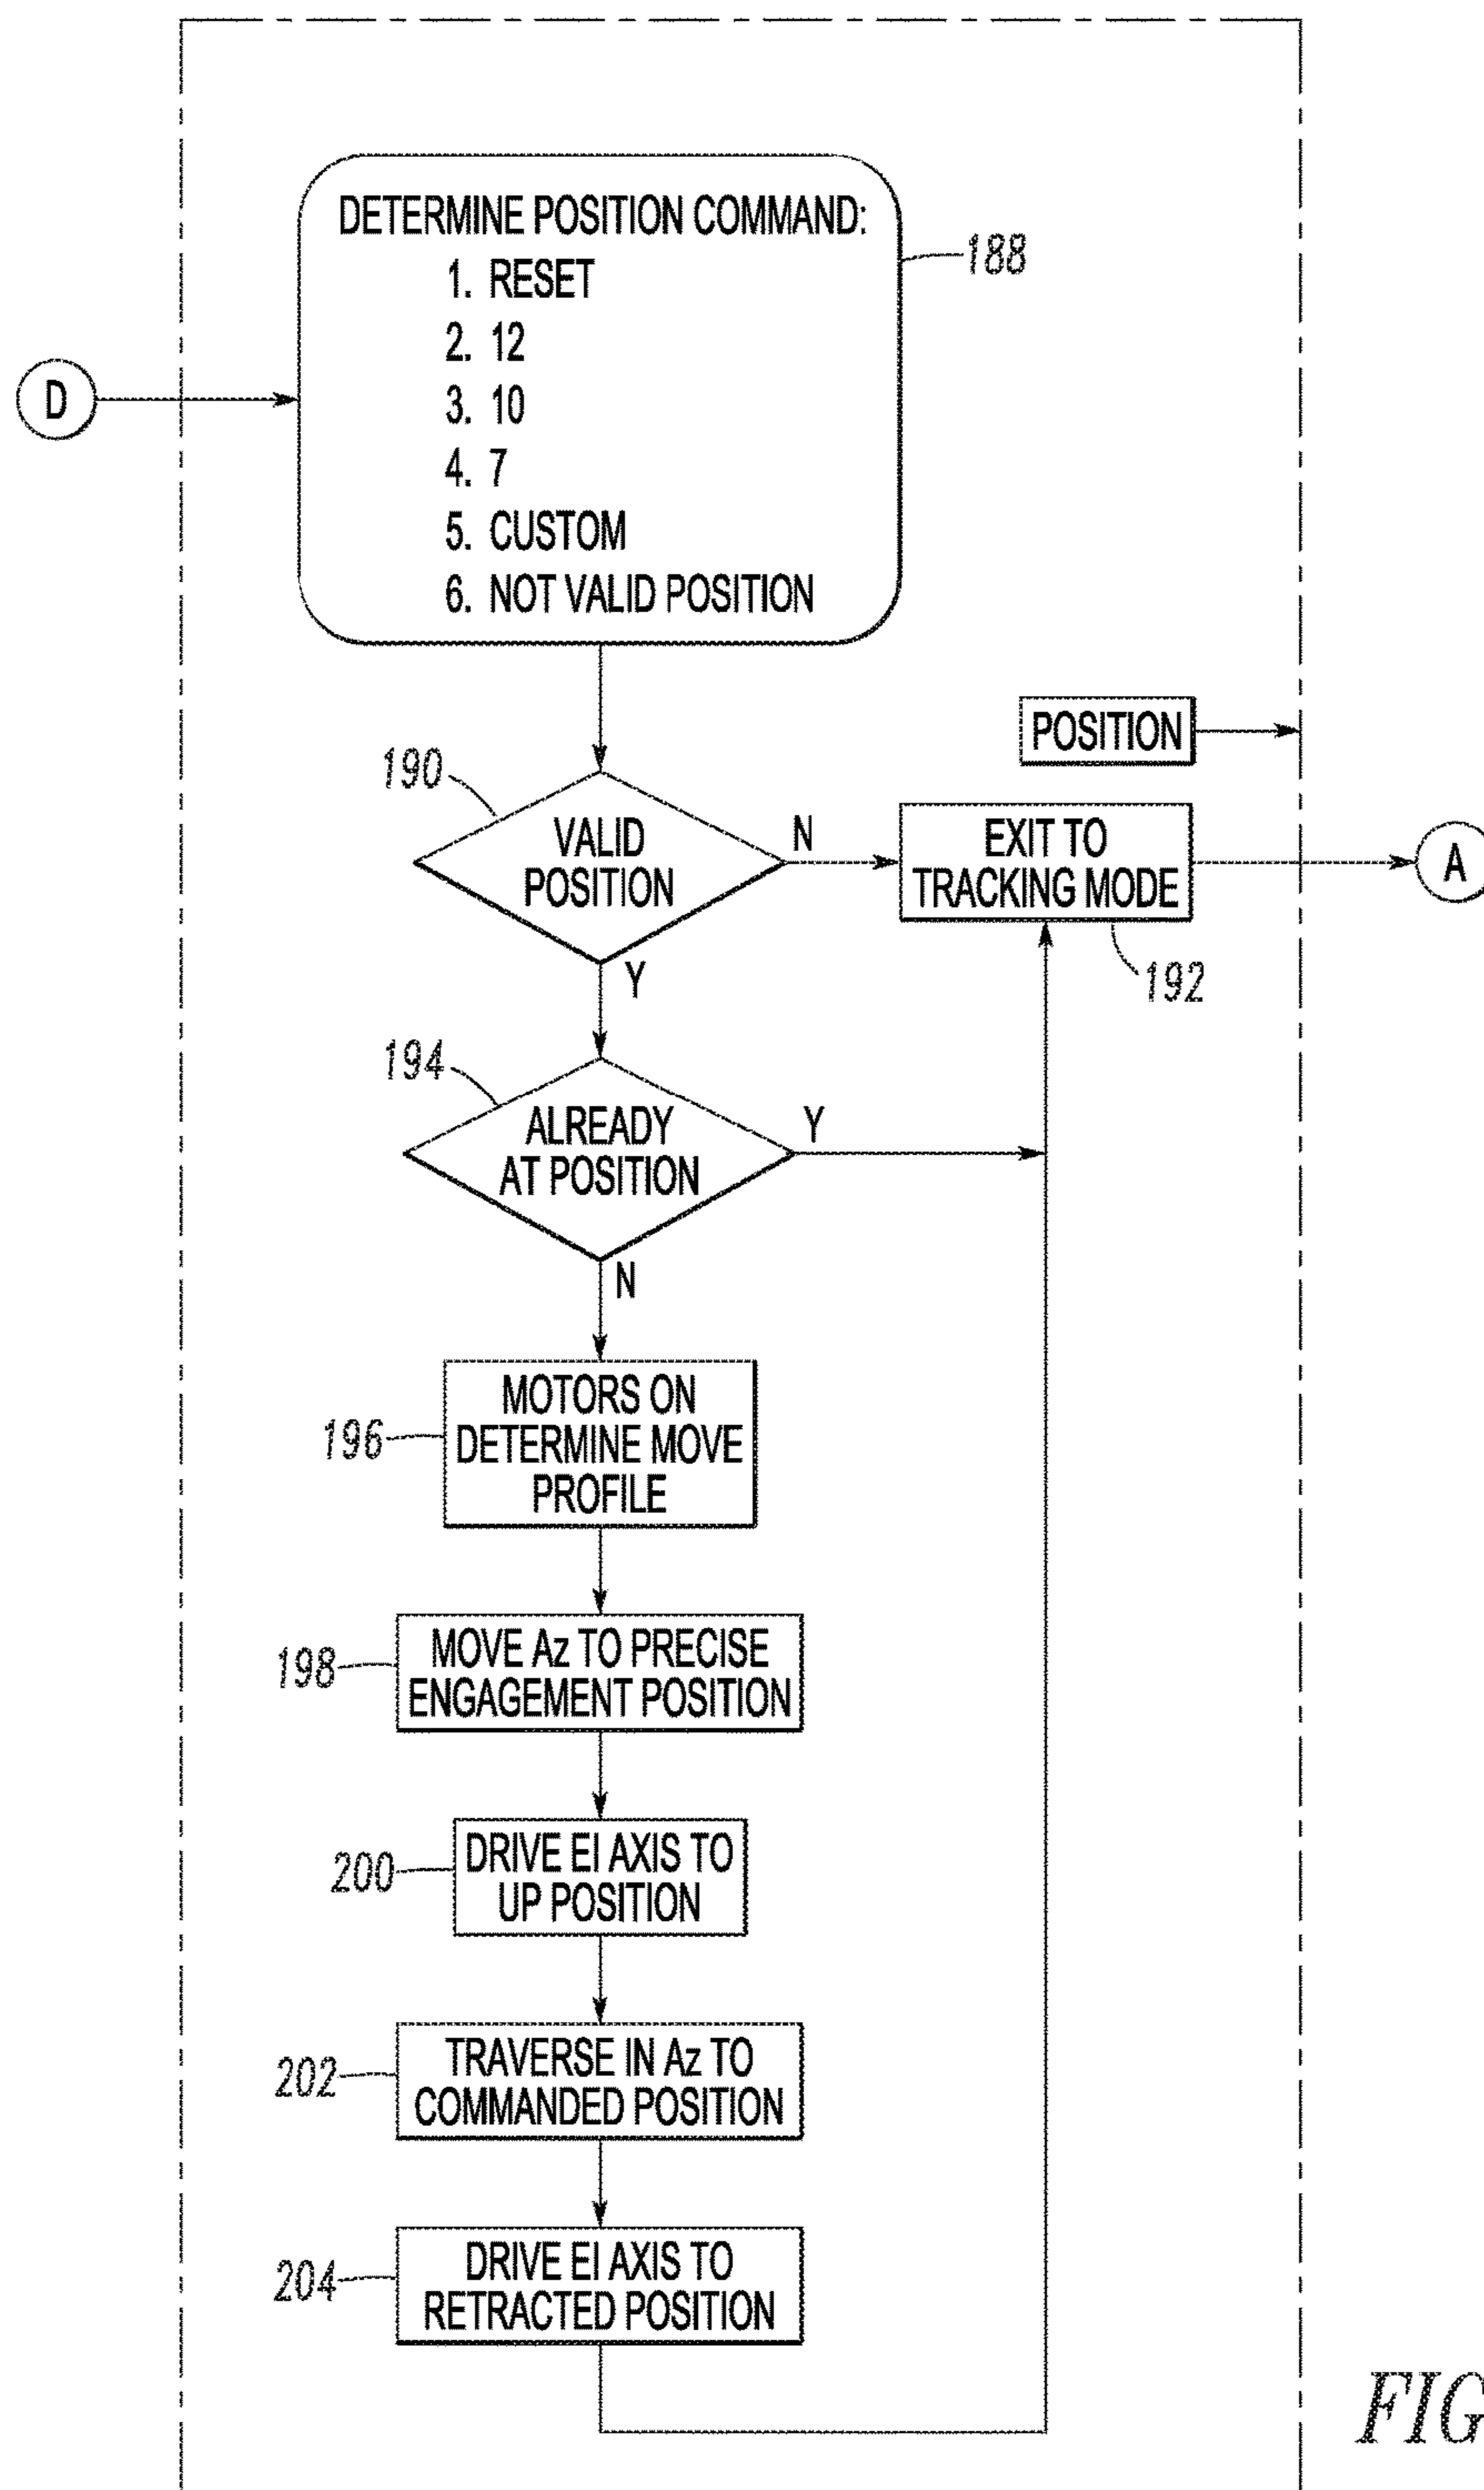 DETERMINE POSITION COMMAND:
1. RESET
2. 12
3. 10
4. 7
5. CUSTOM
6. NOT VALID POSITION
188
D
POSITION
190
VALID
POSITION
N
EXIT TO
TRACKING MODE
A
192
Y
194
ALREADY
AT POSITION
Y
N
196
MOTORS ON
DETERMINE MOVE
PROFILE
198
MOVE Az TO PRECISE
ENGAGEMENT POSITION
200
DRIVE El AXIS TO
UP POSITION
202
TRAVERSE IN Az TO
COMMANDED POSITION
204
DRIVE El AXIS TO
RETRACTED POSITION
FIG